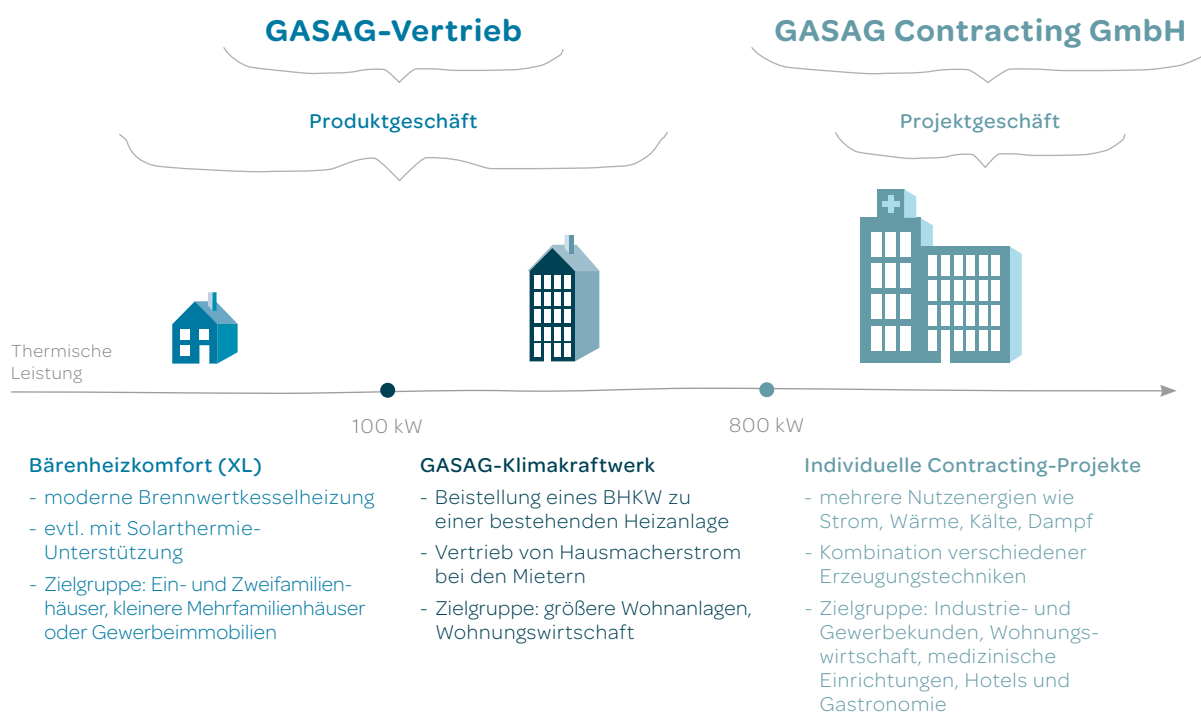 GASAG-Vertrieb
GASAG Contracting GmbH
Produktgeschäft
Projektgeschäft
Thermische
Leistung
100 kW
800 kW
Bärenheizkomfort (XL)
- moderne Brennwertkesselheizung
- evtl. mit Solarthermie-
Unterstützung
- Zielgruppe: Ein- und Zweifamilien-
häuser, kleinere Mehrfamilienhäuser
oder Gewerbeimmobilien
GASAG-Klimakraftwerk
- Beistellung eines BHKW zu
einer bestehenden Heizanlage
- Vertrieb von Hausmacherstrom
bei den Mietern
- Zielgruppe: größere Wohnanlagen,
Wohnungswirtschaft
Individuelle Contracting-Projekte
- mehrere Nutzenergien wie
Strom, Wärme, Kälte, Dampf
- Kombination verschiedener
Erzeugungstechniken
- Zielgruppe: Industrie- und
Gewerbekunden, Wohnungs-
wirtschaft, medizinische
Einrichtungen, Hotels und
Gastronomie